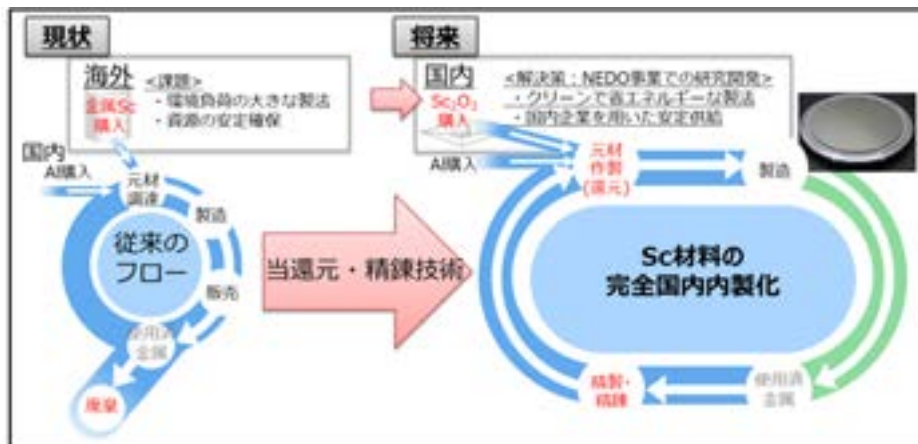 現状
海外
金属Sc
購入
<課題>
・環境負荷の大きな製法
・資源の安定確保
国内
Al購入
元材
調達
製造
販売
使用済
金属
廃棄
従来の
フロー
当還元・精錬技術
将来
国内
Sc₂O₃
購入
<解決策:NEDO事業での研究開発>
・クリーンで省エネルギーな製法
・国内企業を用いた安定供給
Al購入
元材
作製
(還元)
製造
Sc材料の
完全国内内製化
使用済
金属
精製・
精錬